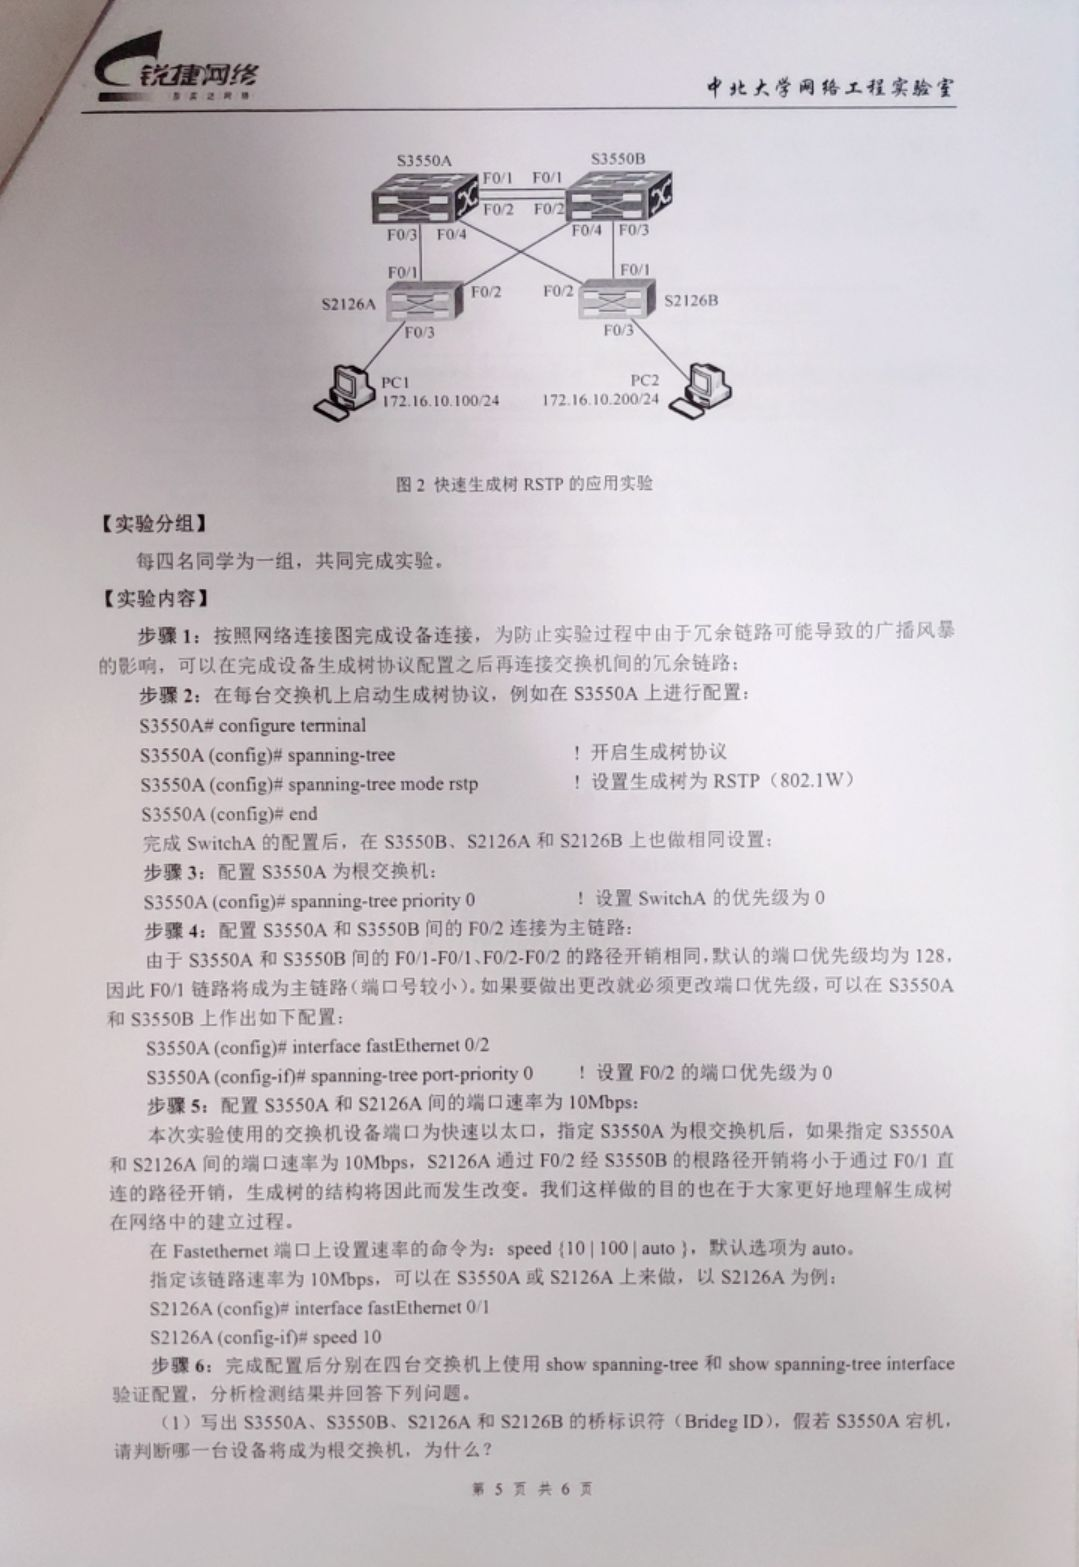 锐捷网络
中北大学网络工程实验室
S3550A
S3550B
F0/1 F0/1
F0/2 F0/2
F0/3 F0/4
F0/4 F0/3
F0/1
F0/1
S2126A
F0/2
F0/2
S2126B
F0/3
F0/3
PC1
172.16.10.100/24
PC2
172.16.10.200/24
图 2 快速生成树 RSTP 的应用实验
【实验分组】
每四名同学为一组，共同完成实验。
【实验内容】
步骤 1：按照网络连接图完成设备连接，为防止实验过程中由于冗余链路可能导致的广播风暴
的影响，可以在完成设备生成树协议配置之后再连接交换机间的冗余链路；
步骤 2：在每台交换机上启动生成树协议，例如在 S3550A 上进行配置：
S3550A# configure terminal
S3550A (config)# spanning-tree ！开启生成树协议
S3550A (config)# spanning-tree mode rstp ！设置生成树为 RSTP（802.1W）
S3550A (config)# end
完成 SwitchA 的配置后，在 S3550B、S2126A 和 S2126B 上也做相同设置；
步骤 3：配置 S3550A 为根交换机：
S3550A (config)# spanning-tree priority 0 ！设置 SwitchA 的优先级为 0
步骤 4：配置 S3550A 和 S3550B 间的 F0/2 连接为主链路：
由于 S3550A 和 S3550B 间的 F0/1-F0/1、F0/2-F0/2 的路径开销相同，默认的端口优先级均为 128，
因此 F0/1 链路将成为主链路（端口号较小）。如果要做出更改就必须更改端口优先级，可以在 S3550A
和 S3550B 上作出如下配置：
S3550A (config)# interface fastEthernet 0/2
S3550A (config-if)# spanning-tree port-priority 0 ！设置 F0/2 的端口优先级为 0
步骤 5：配置 S3550A 和 S2126A 间的端口速率为 10Mbps：
本次实验使用的交换机设备端口为快速以太口，指定 S3550A 为根交换机后，如果指定 S3550A
和 S2126A 间的端口速率为 10Mbps，S2126A 通过 F0/2 经 S3550B 的根路径开销将小于通过 F0/1 直
连的路径开销，生成树的结构将因此而发生改变。我们这样做的目的也在于大家更好地理解生成树
在网络中的建立过程。
在 Fastethernet 端口上设置速率的命令为：speed {10 | 100 | auto }，默认选项为 auto。
指定该链路速率为 10Mbps，可以在 S3550A 或 S2126A 上来做，以 S2126A 为例：
S2126A (config)# interface fastEthernet 0/1
S2126A (config-if)# speed 10
步骤 6：完成配置后分别在四台交换机上使用 show spanning-tree 和 show spanning-tree interface
验证配置，分析检测结果并回答下列问题。
（1）写出 S3550A、S3550B、S2126A 和 S2126B 的桥标识符（Brideg ID），假若 S3550A 宕机，
请判断哪一台设备将成为根交换机，为什么？
第 5 页 共 6 页